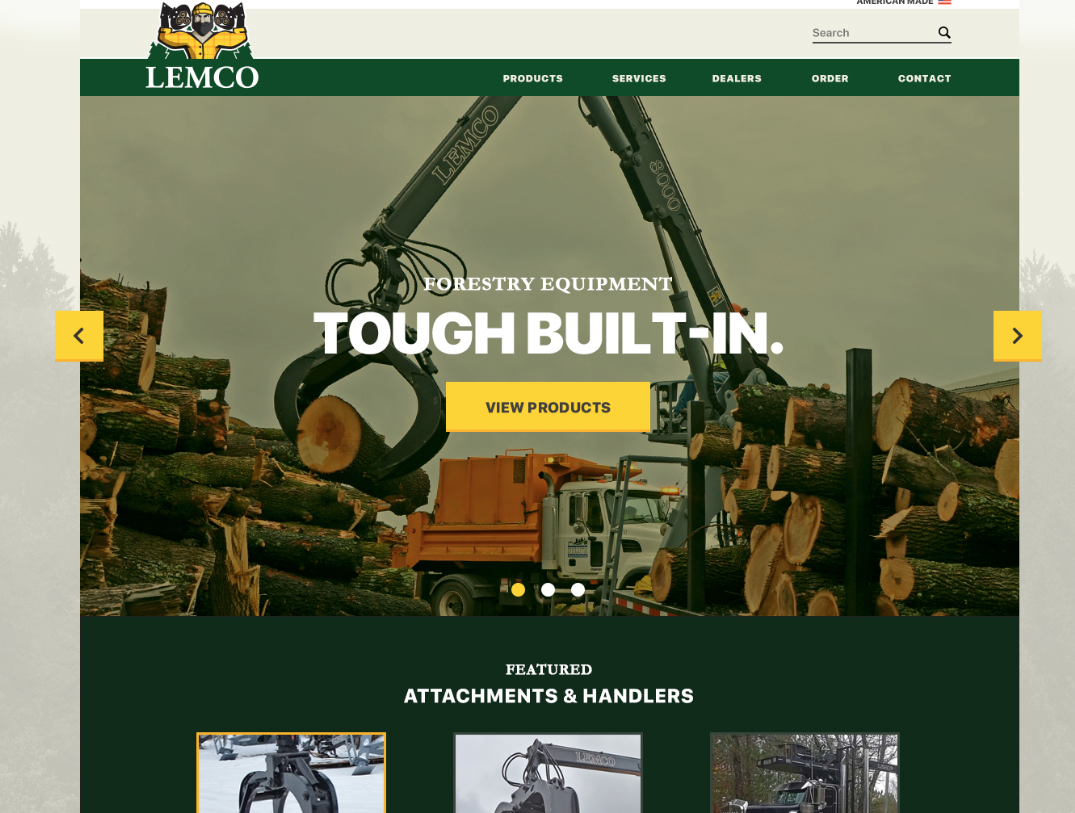 AMERICAN MADE
Search
LEMCO
PRODUCTS
SERVICES
DEALERS
ORDER
CONTACT
LEMCO
8000
FORESTRY EQUIPMENT
TOUGH BUILT-IN.
VIEW PRODUCTS
FEATURED
ATTACHMENTS & HANDLERS
LEMCO